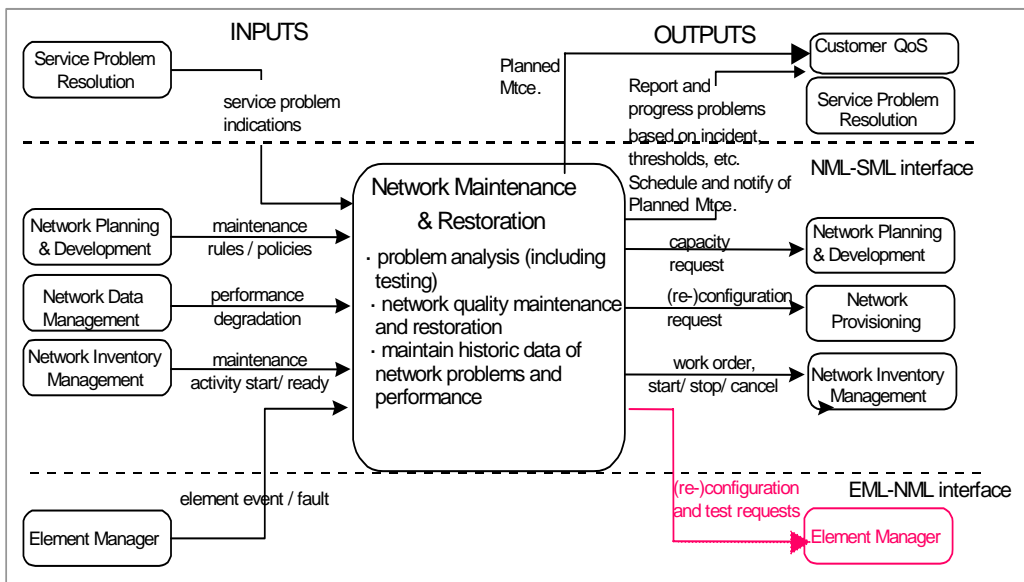 INPUTS
OUTPUTS
Service Problem
Resolution
service problem
indications
Planned
Mtce.
Customer QoS
Report and
progress problems
based on incident,
thresholds, etc.
Schedule and notify of
Planned Mtce.
Service Problem
Resolution
NML-SML interface
Network Maintenance
& Restoration
· problem analysis (including
testing)
· network quality maintenance
and restoration
· maintain historic data of
network problems and
performance
Network Planning
& Development
maintenance
rules / policies
Network Data
Management
performance
degradation
Network Inventory
Management
maintenance
activity start/ ready
capacity
request
Network Planning
& Development
(re-)configuration
request
Network
Provisioning
work order,
start/ stop/ cancel
Network Inventory
Management
element event / fault
Element Manager
(re-)configuration
and test requests
EML-NML interface
Element Manager